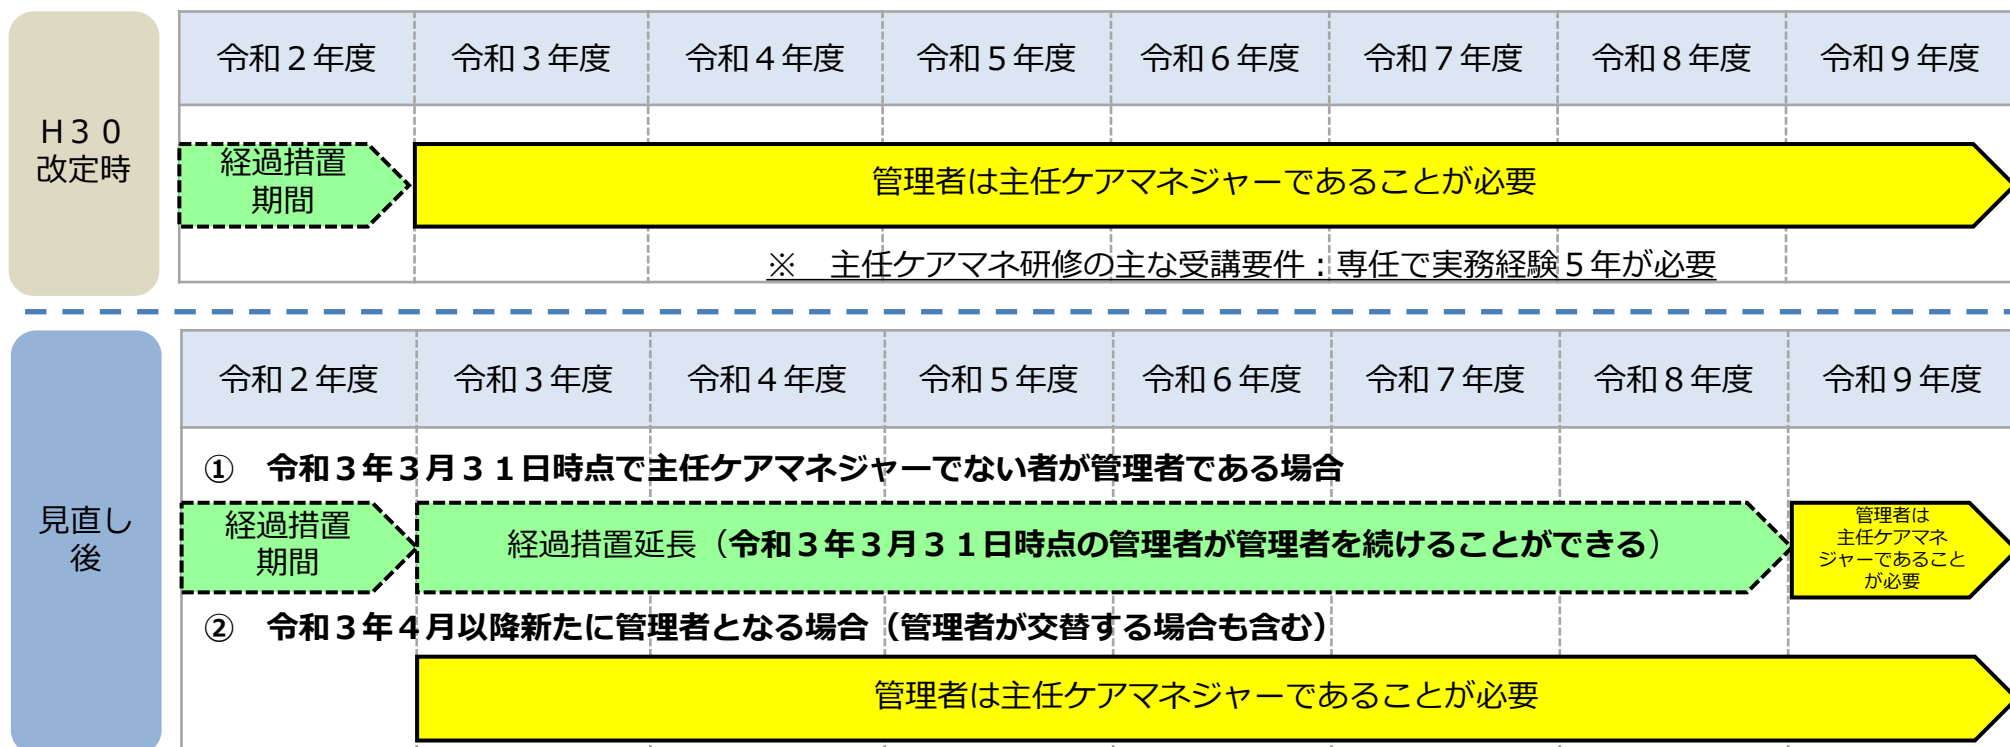 H30
改定時
令和２年度
令和３年度
令和４年度
令和５年度
令和６年度
令和７年度
令和８年度
令和９年度
経過措置
期間
管理者は主任ケアマネジャーであることが必要
※　主任ケアマネ研修の主な受講要件：専任で実務経験５年が必要
見直し
後
令和２年度
令和３年度
令和４年度
令和５年度
令和６年度
令和７年度
令和８年度
令和９年度
①　令和３年３月３１日時点で主任ケアマネジャーでない者が管理者である場合
経過措置
期間
経過措置延長（令和３年３月３１日時点の管理者が管理者を続けることができる）
管理者は
主任ケアマネ
ジャーであること
が必要
②　令和３年４月以降新たに管理者となる場合（管理者が交替する場合も含む）
管理者は主任ケアマネジャーであることが必要